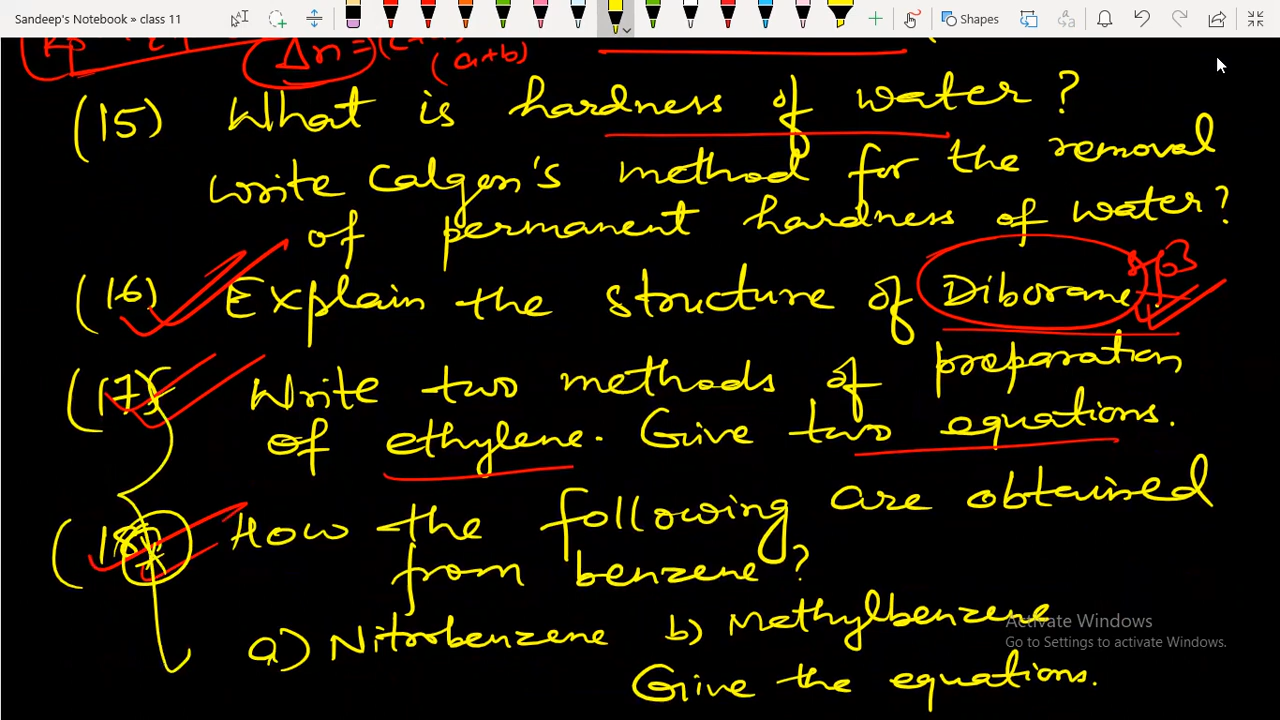 Sandeep's Notebook » class 11
Shapes
Kp
Δn =
(a+b)
(15) What is hardness of water?
write Calgon's method for the removal
of permanent hardness of water?
(16) Explain the structure of Diborane?
(17) Write two methods of preparation
of ethylene. Give two equations.
(18) How the following are obtained
from benzene?
a) Nitrobenzene b) Methylbenzene
Give the equations.
Activate Windows
Go to Settings to activate Windows.